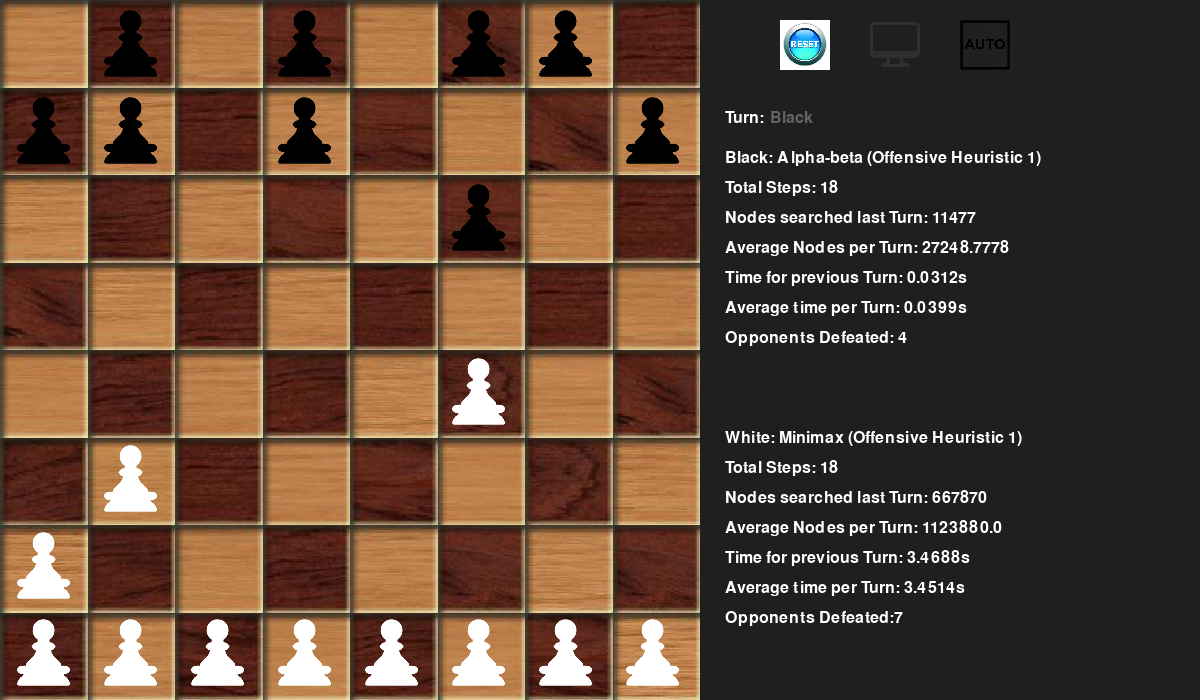 RESET
AUTO
Turn: Black
Black: Alpha-beta (Offensive Heuristic 1)
Total Steps: 18
Nodes searched last Turn: 11477
Average Nodes per Turn: 27248.7778
Time for previous Turn: 0.0312s
Average time per Turn: 0.0399s
Opponents Defeated: 4
White: Minimax (Offensive Heuristic 1)
Total Steps: 18
Nodes searched last Turn: 667870
Average Nodes per Turn: 1123880.0
Time for previous Turn: 3.4688s
Average time per Turn: 3.4514s
Opponents Defeated:7